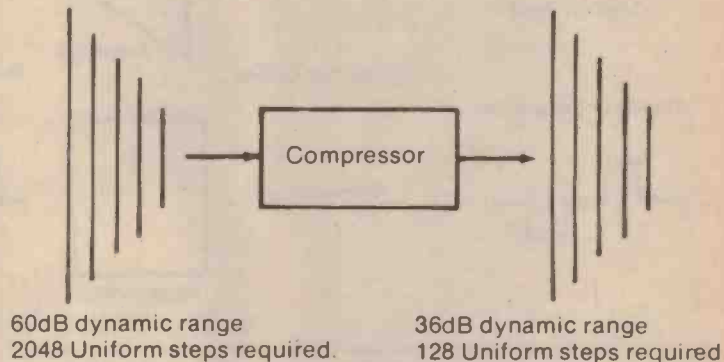 Compressor
60dB dynamic range
2048 Uniform steps required.
36dB dynamic range
128 Uniform steps required